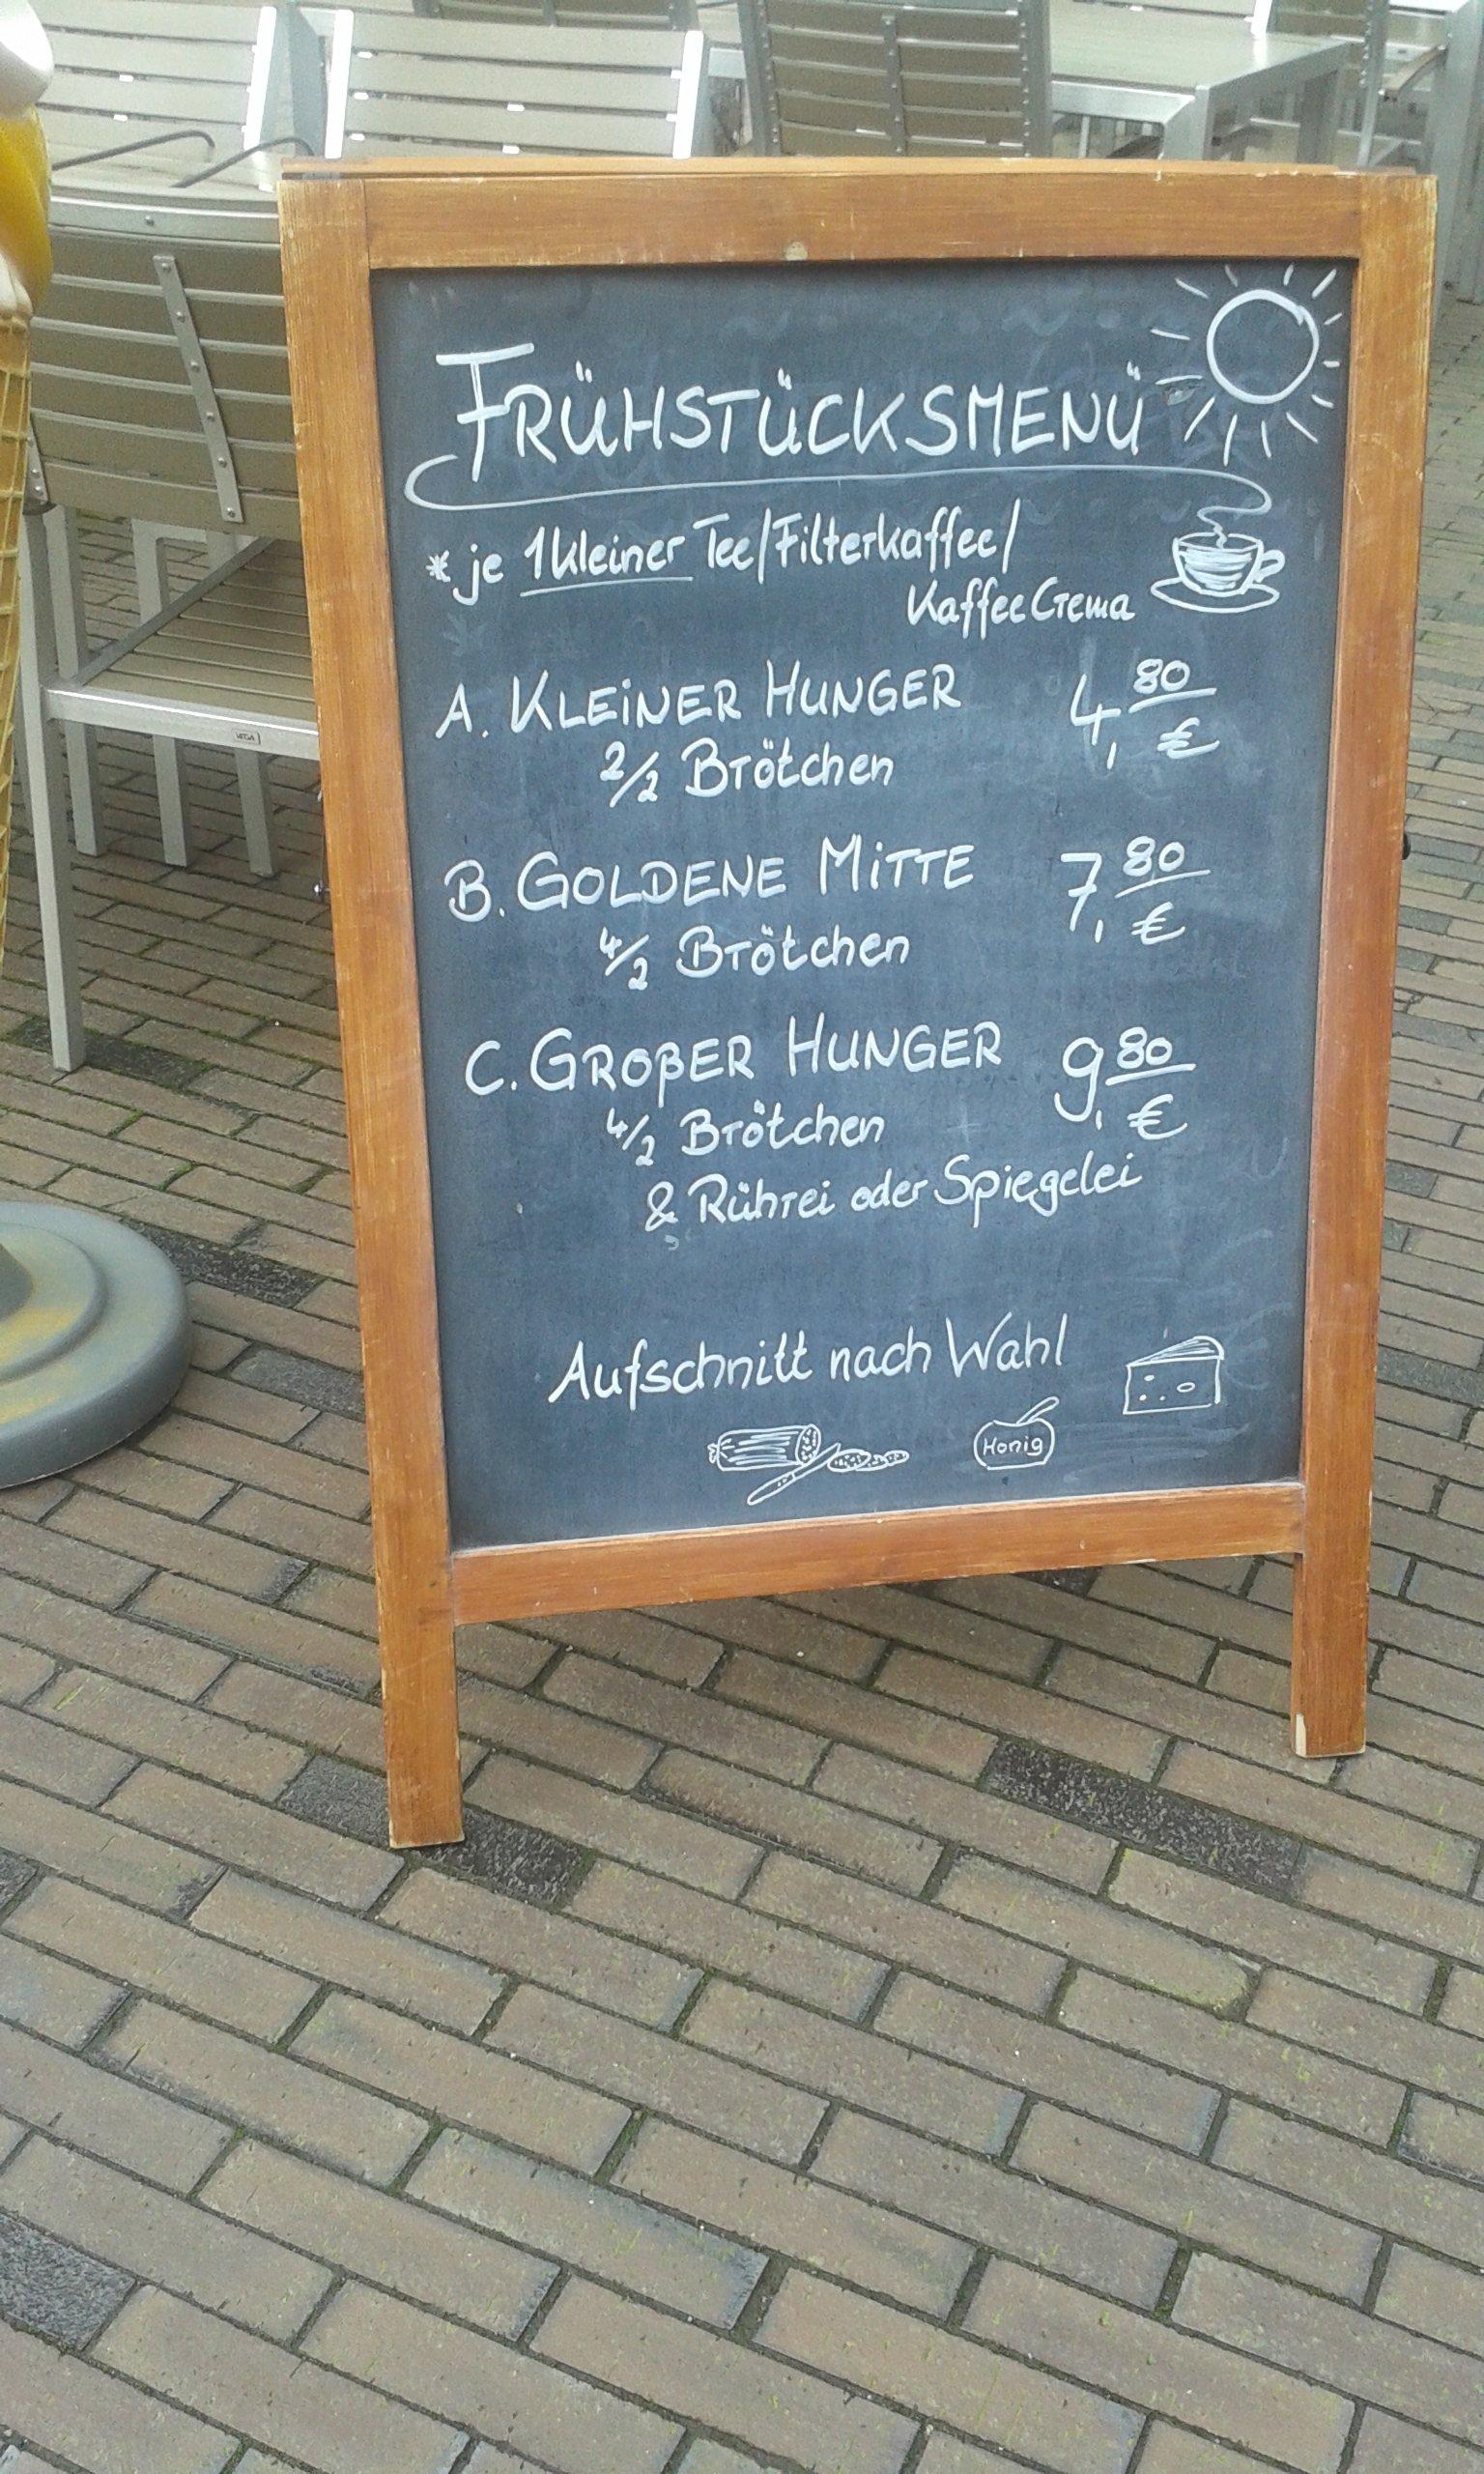 FRÜHSTÜCKSMENÜ
* je 1 kleiner Tee/Filterkaffee/
Kaffee Crema
A. KLEINER HUNGER 4,80 €
2/2 Brötchen
B. GOLDENE MITTE 7,80 €
4/2 Brötchen
C. GROßER HUNGER 9,80 €
4/2 Brötchen
& Rührei oder Spiegelei
Aufschnitt nach Wahl
Honig